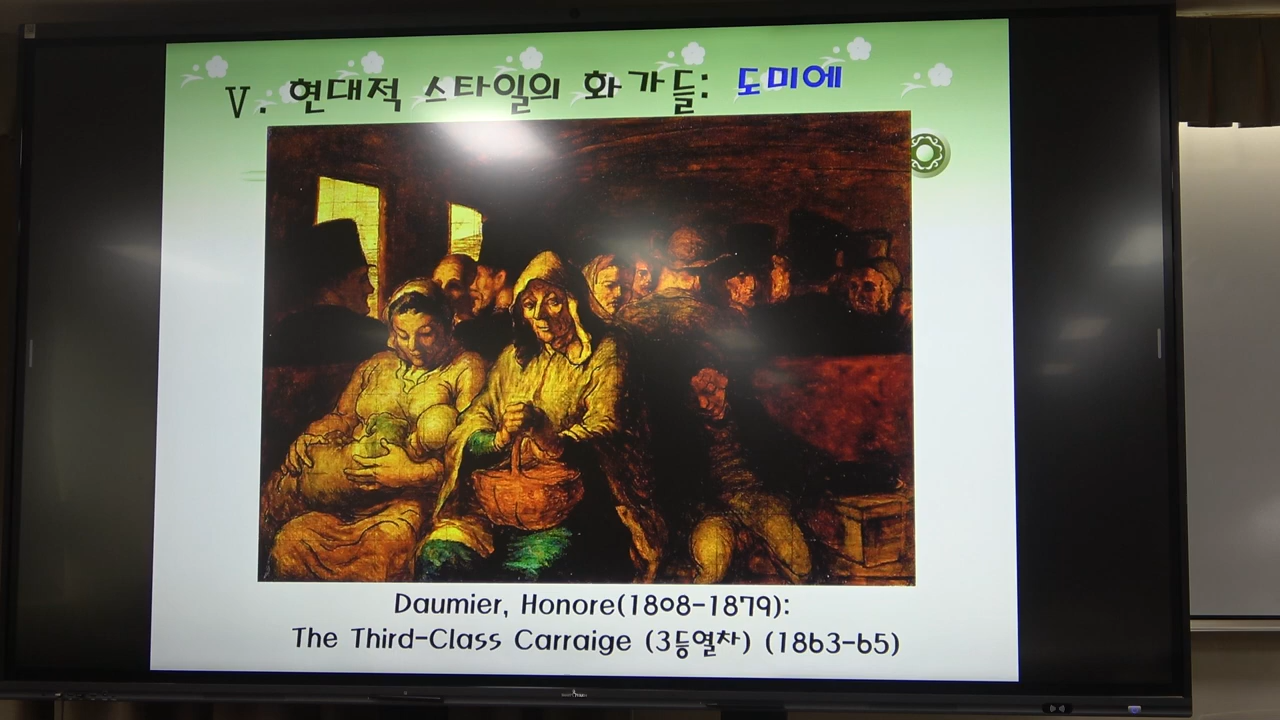 V. 현대적 스타일의 화가들: 도미에
Daumier, Honore(1808-1879):
The Third-Class Carraige (3등열차) (1863-65)